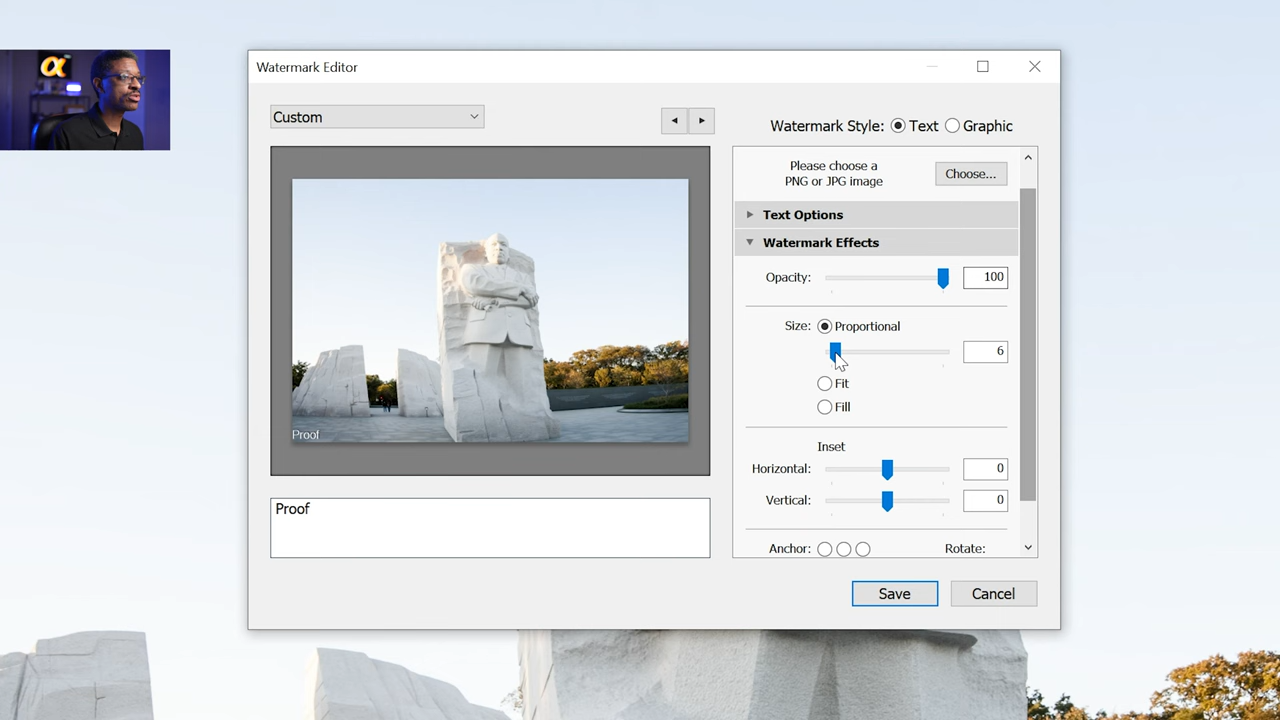 α
Watermark Editor
Custom
Watermark Style: Text Graphic
Please choose a
PNG or JPG image
Choose...
Text Options
Watermark Effects
Opacity: 100
Size: Proportional
6
Fit
Fill
Inset
Horizontal: 0
Vertical: 0
Anchor: Rotate:
Proof
Proof
Save Cancel